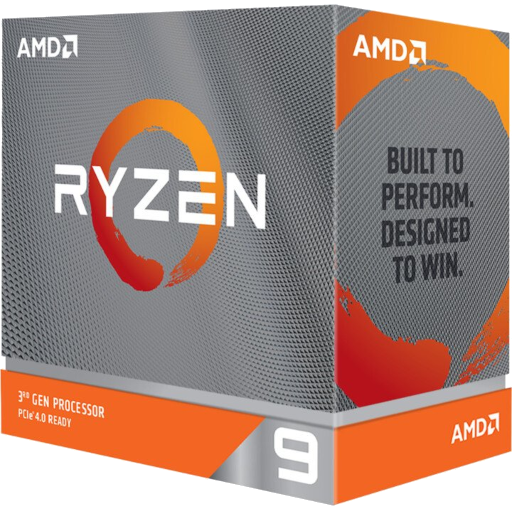 AMD
RYZEN
3RD GEN PROCESSOR
PCIe® 4.0 READY
9
AMD
BUILT TO
PERFORM.
DESIGNED
TO WIN.
AMD